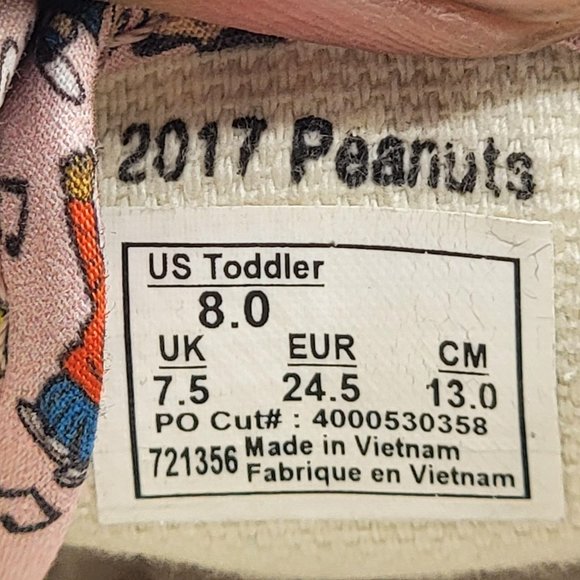 2017 Peanuts
US Toddler
8.0
UK EUR CM
7.5 24.5 13.0
PO Cut# : 4000530358
721356 Made in Vietnam
Fabrique en Vietnam